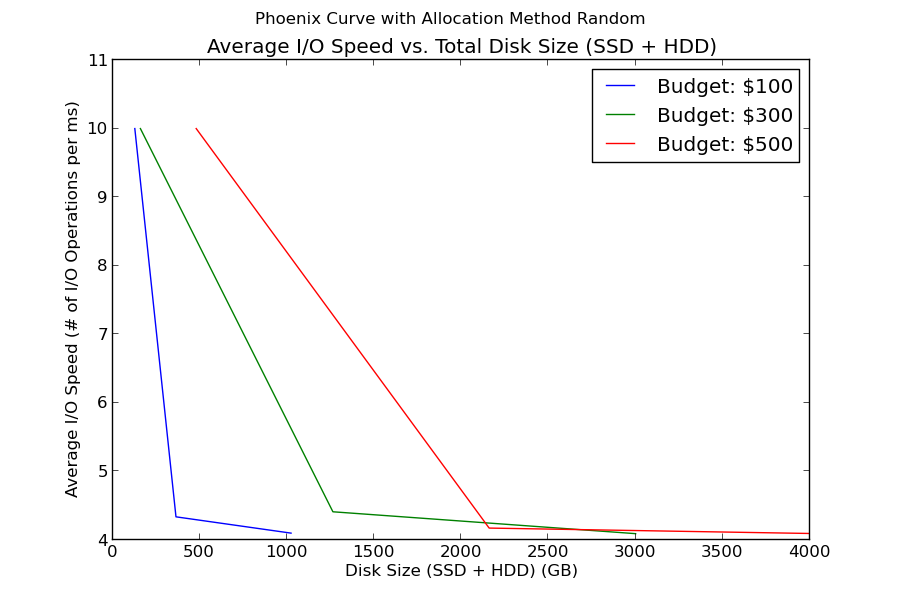 Phoenix Curve with Allocation Method Random
Average I/O Speed vs. Total Disk Size (SSD + HDD)
Average I/O Speed (# of I/O Operations per ms)
11
10
9
8
7
6
5
4
Budget: $100
Budget: $300
Budget: $500
0 500 1000 1500 2000 2500 3000 3500 4000
Disk Size (SSD + HDD) (GB)